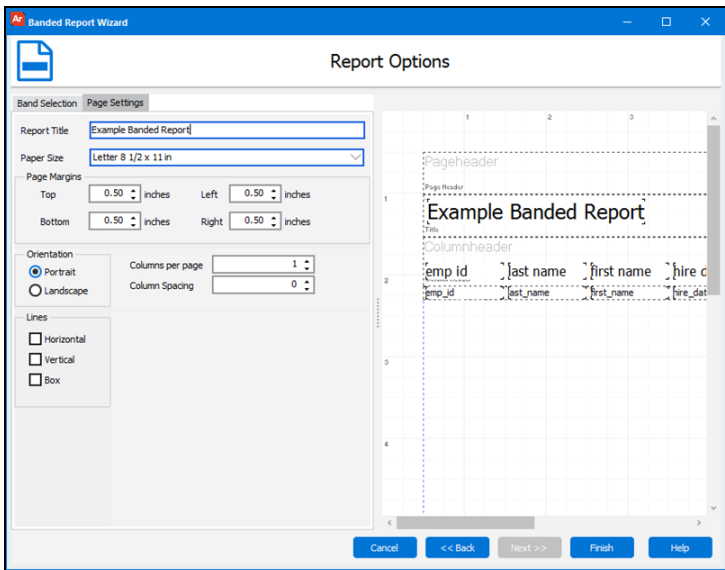 Ar Banded Report Wizard
Report Options
Band Selection Page Settings
Report Title Example Banded Report
Paper Size Letter 8 1/2 x 11 in
Page Margins
Top 0.50 inches Left 0.50 inches
Bottom 0.50 inches Right 0.50 inches
Orientation
Portrait
Landscape
Columns per page 1
Column Spacing 0
Lines
Horizontal
Vertical
Box
1 2 3
Pageheader
Page Header
1
Example Banded Report
Title
Columnheader
2
emp id last name first name hire d
emp_id last_name first_name hire_dat
3
4
Cancel << Back Next >> Finish Help